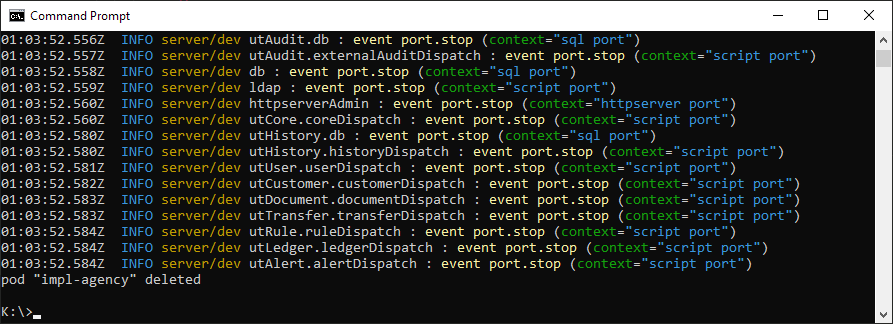 Command Prompt
01:03:52.556Z  INFO server/dev utAudit.db : event port.stop (context="sql port")
01:03:52.557Z  INFO server/dev utAudit.externalAuditDispatch : event port.stop (context="script port")
01:03:52.558Z  INFO server/dev db : event port.stop (context="sql port")
01:03:52.559Z  INFO server/dev ldap : event port.stop (context="script port")
01:03:52.560Z  INFO server/dev httpserverAdmin : event port.stop (context="httpserver port")
01:03:52.560Z  INFO server/dev utCore.coreDispatch : event port.stop (context="script port")
01:03:52.580Z  INFO server/dev utHistory.db : event port.stop (context="sql port")
01:03:52.580Z  INFO server/dev utHistory.historyDispatch : event port.stop (context="script port")
01:03:52.581Z  INFO server/dev utUser.userDispatch : event port.stop (context="script port")
01:03:52.582Z  INFO server/dev utCustomer.customerDispatch : event port.stop (context="script port")
01:03:52.583Z  INFO server/dev utDocument.documentDispatch : event port.stop (context="script port")
01:03:52.583Z  INFO server/dev utTransfer.transferDispatch : event port.stop (context="script port")
01:03:52.584Z  INFO server/dev utRule.ruleDispatch : event port.stop (context="script port")
01:03:52.584Z  INFO server/dev utLedger.ledgerDispatch : event port.stop (context="script port")
01:03:52.584Z  INFO server/dev utAlert.alertDispatch : event port.stop (context="script port")
pod "impl-agency" deleted
K:\>